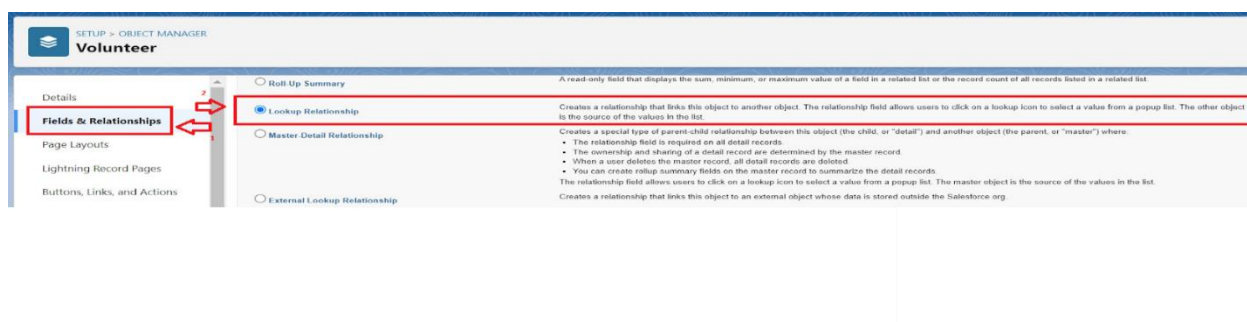 SETUP > OBJECT MANAGER
Volunteer
Details
Fields & Relationships
Page Layouts
Lightning Record Pages
Buttons, Links, and Actions
2
1
Roll-Up Summary
A read-only field that displays the sum, minimum, or maximum value of a field in a related list or the record count of all records listed in a related list.
Lookup Relationship
Creates a relationship that links this object to another object. The relationship field allows users to click on a lookup icon to select a value from a popup list. The other object
is the source of the values in the list.
Master-Detail Relationship
Creates a special type of parent-child relationship between this object (the child, or "detail") and another object (the parent, or "master") where:
• The relationship field is required on all detail records.
• The ownership and sharing of a detail record are determined by the master record.
• When a user deletes the master record, all detail records are deleted.
• You can create rollup summary fields on the master record to summarize the detail records.
The relationship field allows users to click on a lookup icon to select a value from a popup list. The master object is the source of the values in the list.
External Lookup Relationship
Creates a relationship that links this object to an external object whose data is stored outside the Salesforce org.